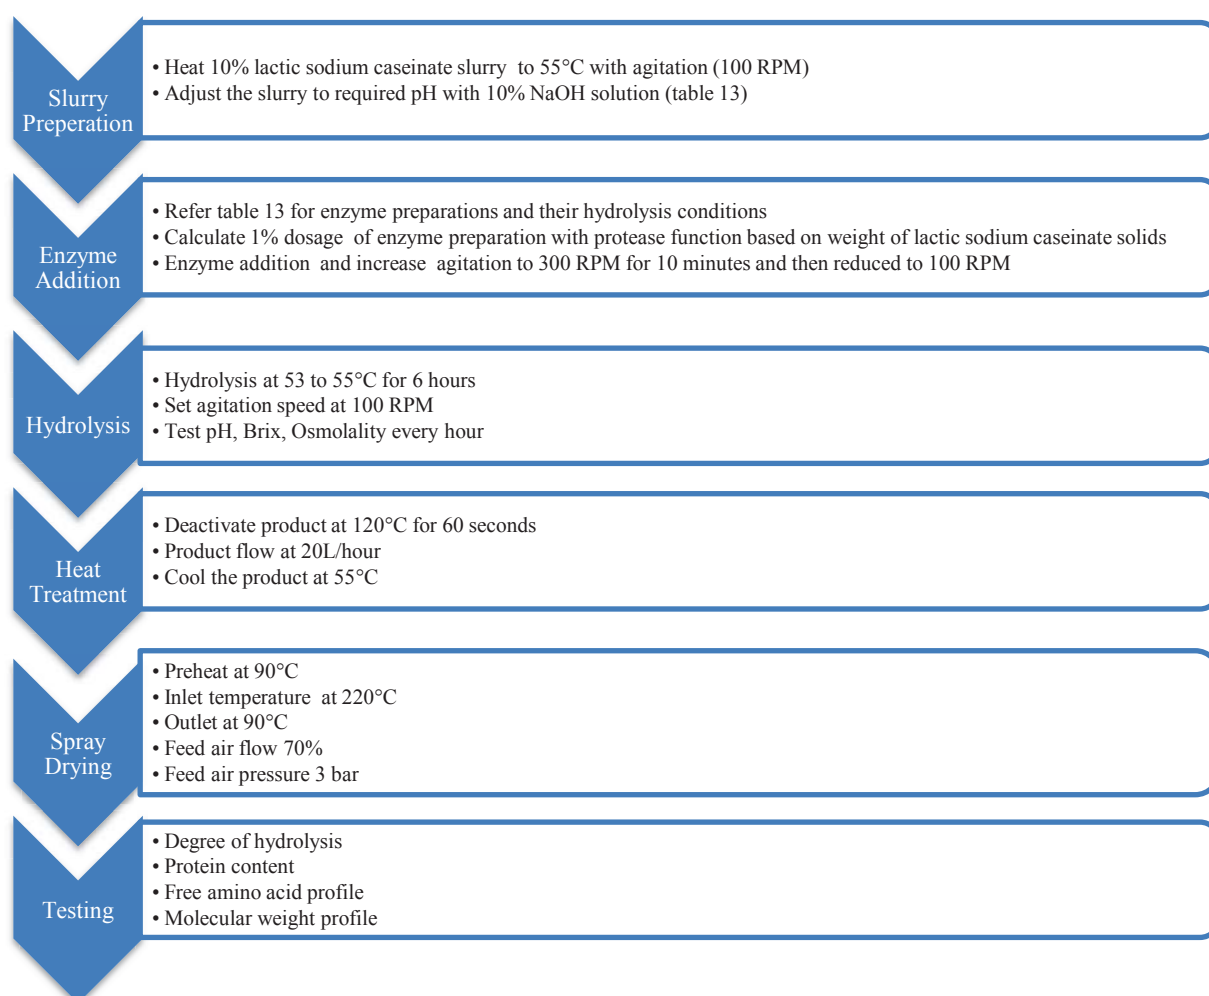 Slurry
Preperation
• Heat 10% lactic sodium caseinate slurry to 55°C with agitation (100 RPM)
• Adjust the slurry to required pH with 10% NaOH solution (table 13)
Enzyme
Addition
• Refer table 13 for enzyme preparations and their hydrolysis conditions
• Calculate 1% dosage of enzyme preparation with protease function based on weight of lactic sodium caseinate solids
• Enzyme addition and increase agitation to 300 RPM for 10 minutes and then reduced to 100 RPM
Hydrolysis
• Hydrolysis at 53 to 55°C for 6 hours
• Set agitation speed at 100 RPM
• Test pH, Brix, Osmolality every hour
Heat
Treatment
• Deactivate product at 120°C for 60 seconds
• Product flow at 20L/hour
• Cool the product at 55°C
Spray
Drying
• Preheat at 90°C
• Inlet temperature at 220°C
• Outlet at 90°C
• Feed air flow 70%
• Feed air pressure 3 bar
Testing
• Degree of hydrolysis
• Protein content
• Free amino acid profile
• Molecular weight profile